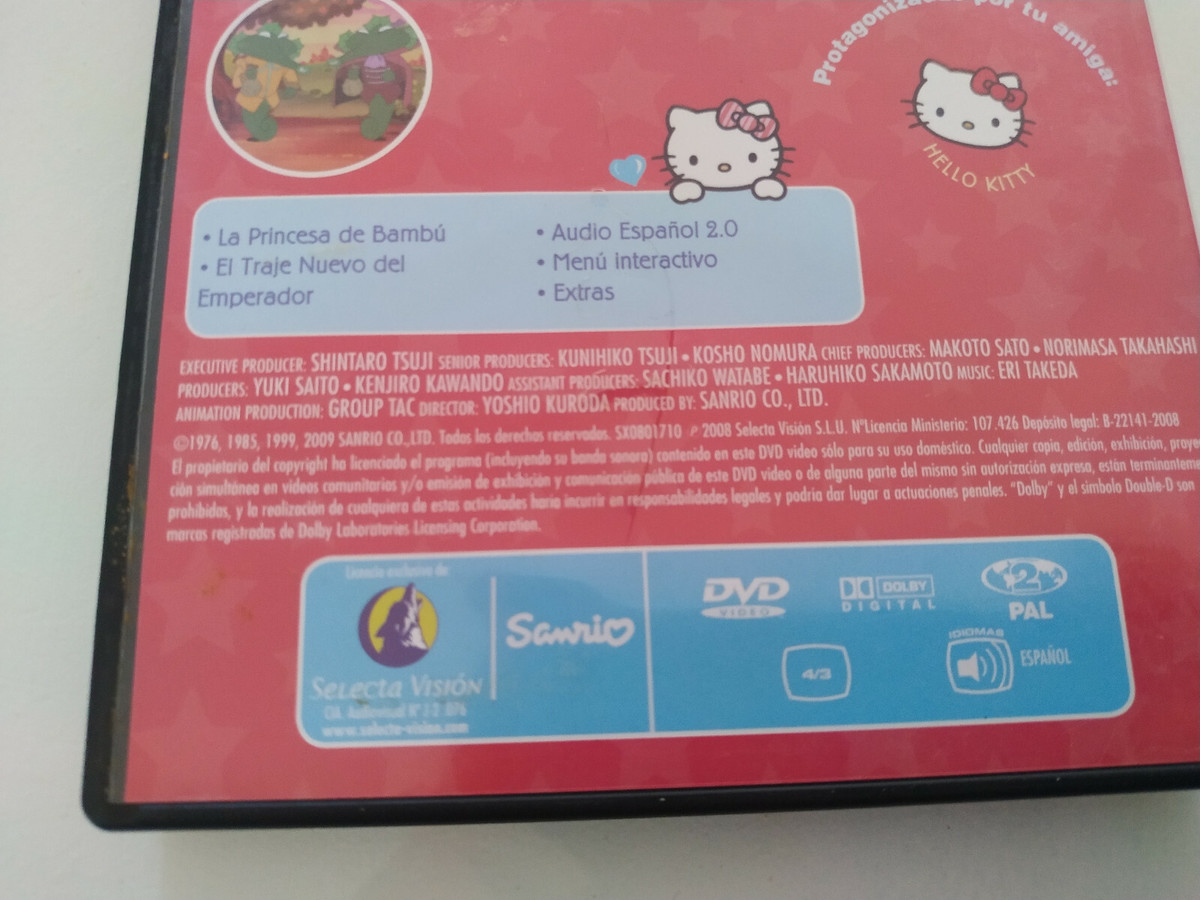 Protagonizadas por tu amiga:
HELLO KITTY
• La Princesa de Bambú
• El Traje Nuevo del
Emperador
• Audio Español 2.0
• Menú interactivo
• Extras
EXECUTIVE PRODUCER: SHINTARO TSUJI SENIOR PRODUCERS: KUNIHIKO TSUJI • KOSHO NOMURA CHIEF PRODUCERS: MAKOTO SATO • NORIMASA TAKAHASHI
PRODUCERS: YUKI SAITO • KENJIRO KAWANDO ASSISTANT PRODUCERS: SACHIKO WATABE • HARUHIKO SAKAMOTO MUSIC: ERI TAKEDA
ANIMATION PRODUCTION: GROUP TAC DIRECTOR: YOSHIO KURODA PRODUCED BY: SANRIO CO., LTD.
©1976, 1985, 1999, 2009 SANRIO CO.,LTD. Todos los derechos reservados. SX0801710 ℗ 2008 Selecta Visión S.L.U. NºLicencia Ministerio: 107.426 Depósito legal: B-22141-2008
El propietario del copyright ha licenciado el programa (incluyendo su banda sonora) contenido en este DVD video sólo para su uso doméstico. Cualquier copia, edición, exhibición, proye
ción simultánea en videos comunitarios y/o emisión de exhibición y comunicación pública de este DVD video o de alguna parte del mismo sin autorización expresa, están terminanteme
prohibidas, y la realización de cualquiera de estas actividades haria incurrir en responsabilidades legales y podria dar lugar a actuaciones penales. "Dolby" y el símbolo Double-D son
marcas registradas de Dolby Laboratories Licensing Corporation.
Licencia exclusiva de
SELECTA VISIÓN
www.selecta-vision.com
Sanrio
DVD
VIDEO
DOLBY
DIGITAL
2
PAL
4/3
IDIOMAS
ESPAÑOL